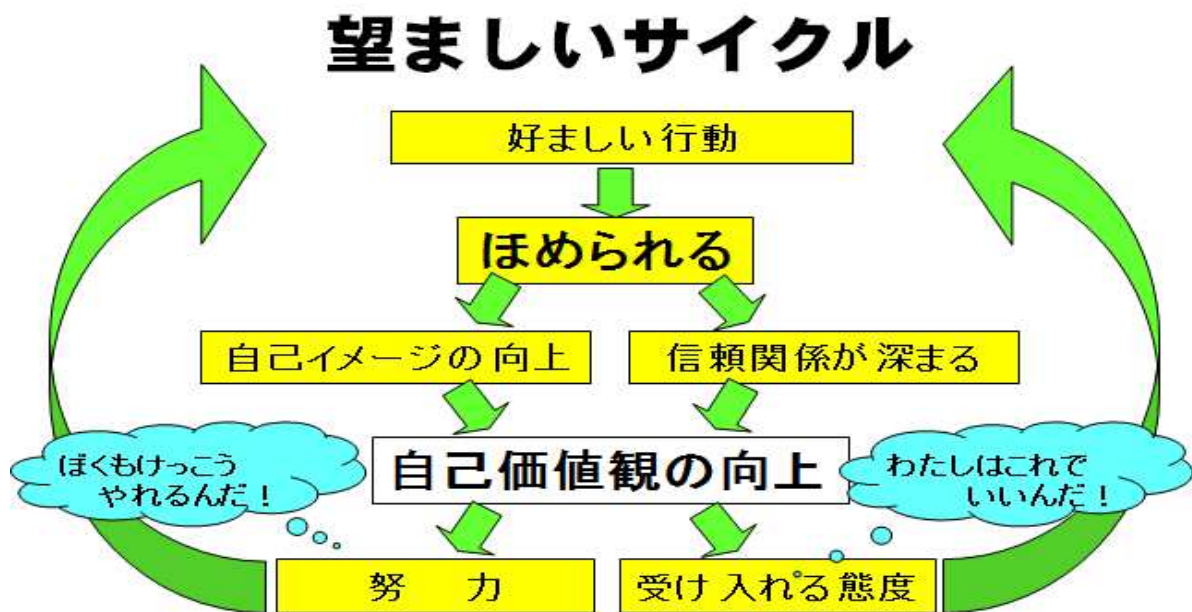 望ましいサイクル
好ましい行動
ほめられる
自己イメージの向上
信頼関係が深まる
ぼくもけっこう
やれるんだ！
自己価値観の向上
わたしはこれで
いいんだ！
努　力
受け入れる態度